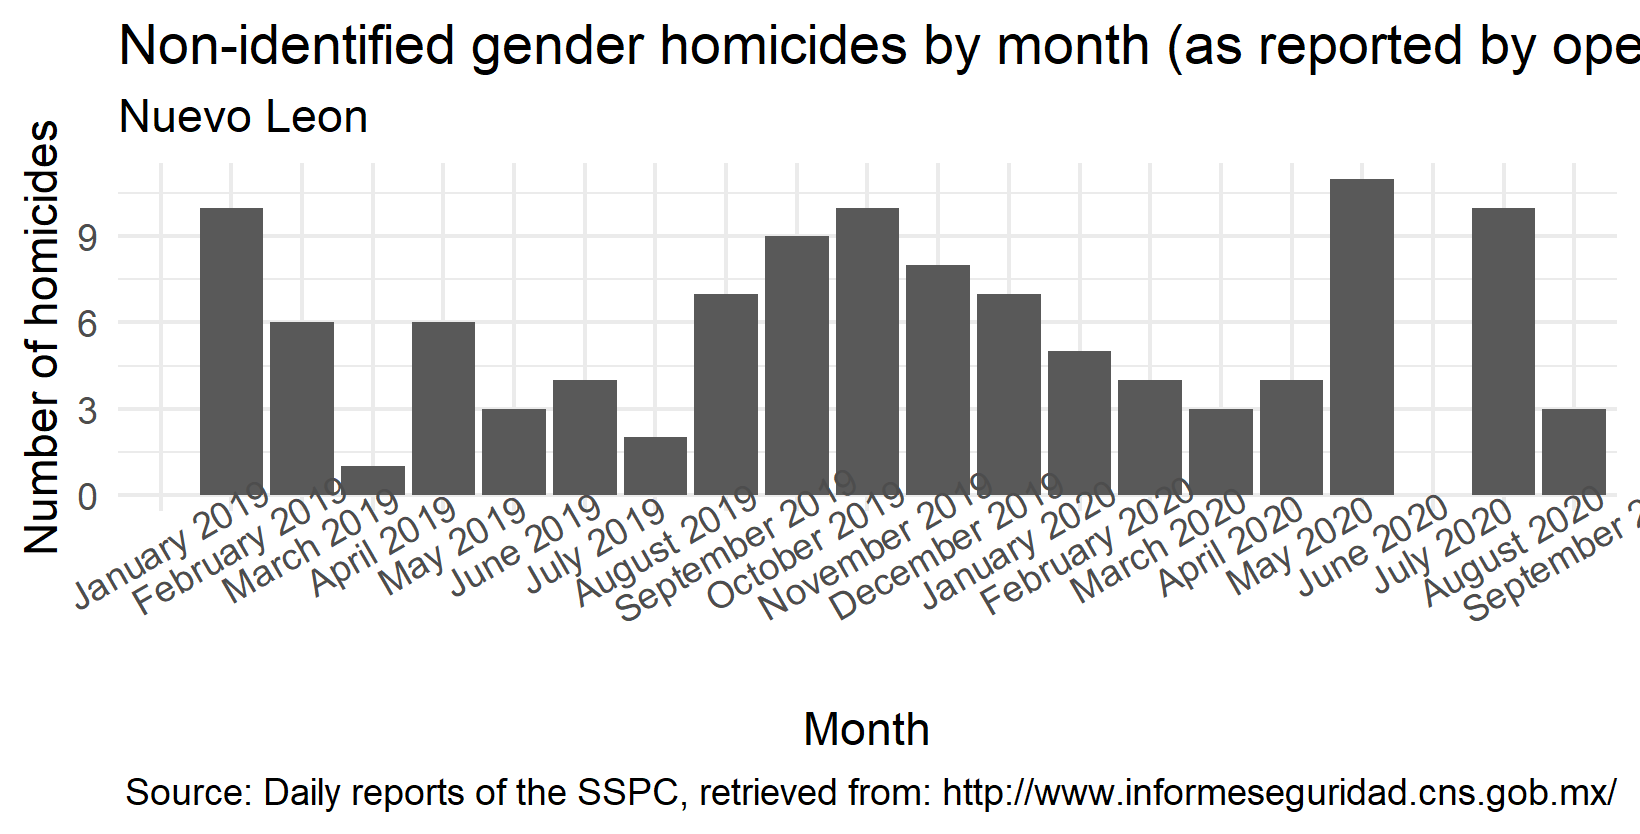 Non-identified gender homicides by month (as reported by ope
Nuevo Leon
Number of homicides
9
6
3
0
January 2019
February 2019
March 2019
April 2019
May 2019
June 2019
July 2019
August 2019
September 2019
October 2019
November 2019
December 2019
January 2020
February 2020
March 2020
April 2020
May 2020
June 2020
July 2020
August 2020
September 2
Month
Source: Daily reports of the SSPC, retrieved from: http://www.informeseguridad.cns.gob.mx/